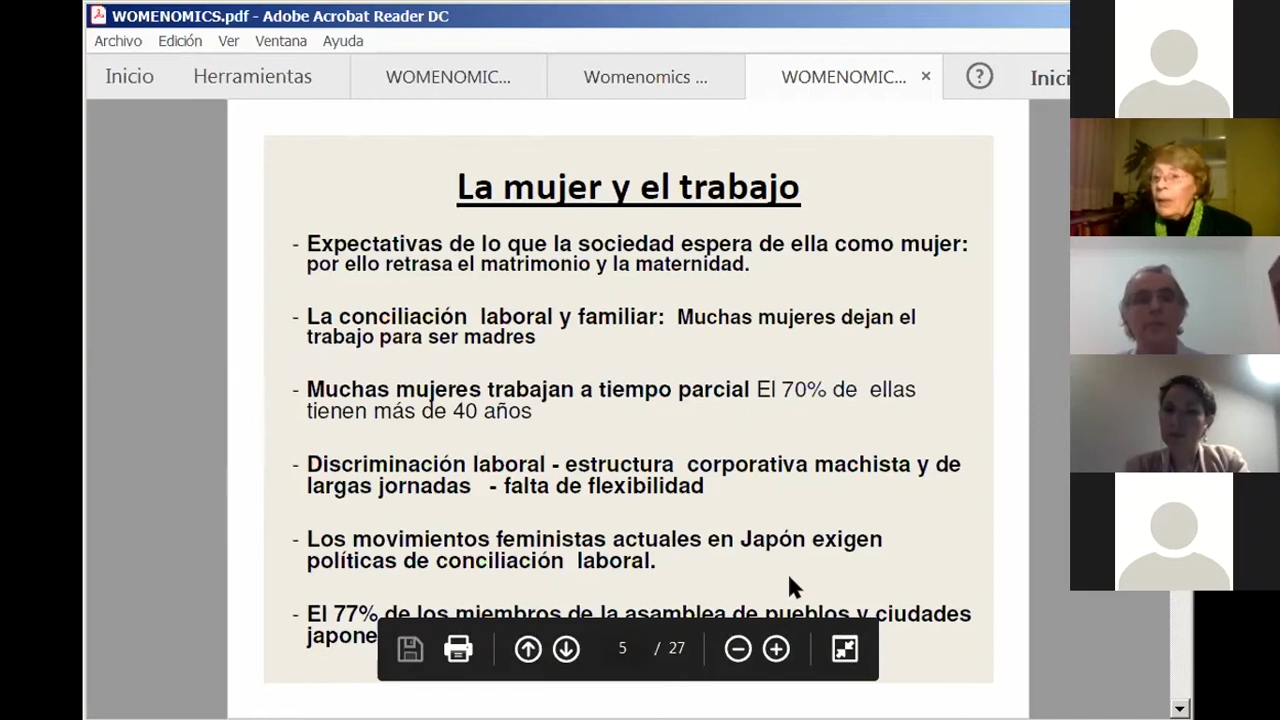 WOMENOMICS.pdf - Adobe Acrobat Reader DC
Archivo Edición Ver Ventana Ayuda
Inicio Herramientas WOMENOMIC... Womenomics ... WOMENOMIC... × ? Inici
La mujer y el trabajo
- Expectativas de lo que la sociedad espera de ella como mujer:
por ello retrasa el matrimonio y la maternidad.
- La conciliación laboral y familiar: Muchas mujeres dejan el
trabajo para ser madres
- Muchas mujeres trabajan a tiempo parcial El 70% de ellas
tienen más de 40 años
- Discriminación laboral - estructura corporativa machista y de
largas jornadas - falta de flexibilidad
- Los movimientos feministas actuales en Japón exigen
políticas de conciliación laboral.
- El 77% de los miembros de la asamblea de pueblos y ciudades
japone
5 / 27